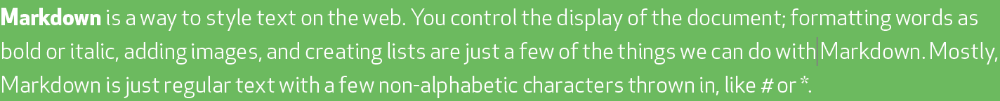 Markdown is a way to style text on the web. You control the display of the document; formatting words as
bold or italic, adding images, and creating lists are just a few of the things we can do with Markdown. Mostly,
Markdown is just regular text with a few non-alphabetic characters thrown in, like # or *.